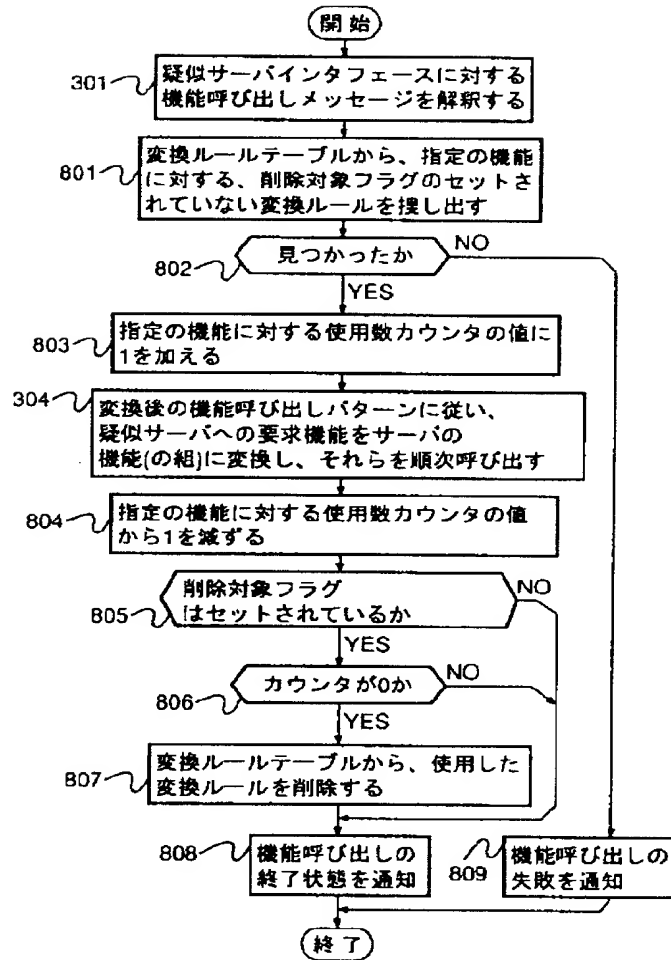 開始
301
疑似サーバインタフェースに対する
機能呼び出しメッセージを解釈する
801
変換ルールテーブルから、指定の機能
に対する、削除対象フラグのセットさ
れていない変換ルールを捜し出す
802
見つかったか
NO
YES
803
指定の機能に対する使用数カウンタの値に
1を加える
304
変換後の機能呼び出しパターンに従い、
疑似サーバへの要求機能をサーバの
機能(の組)に変換し、それらを順次呼び出す
804
指定の機能に対する使用数カウンタの値
から1を減ずる
805
削除対象フラグ
はセットされているか
NO
YES
806
カウンタが0か
NO
YES
807
変換ルールテーブルから、使用した
変換ルールを削除する
808
機能呼び出しの
終了状態を通知
809
機能呼び出しの
失敗を通知
終了